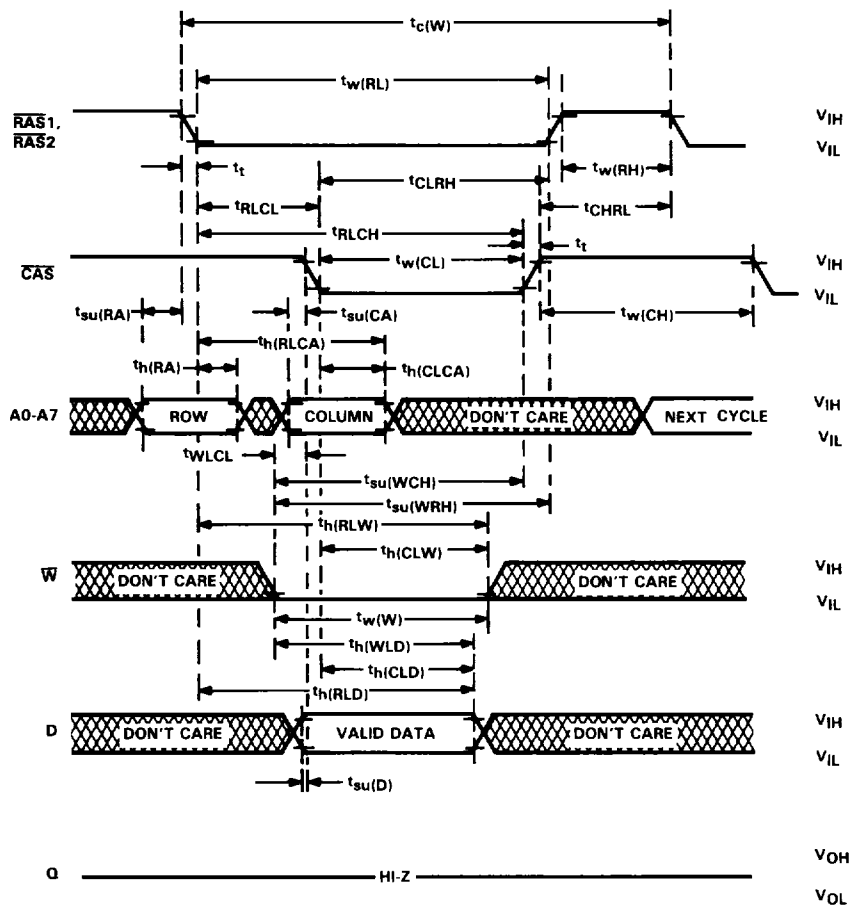 tc(W)
tw(RL)
RAS1,
RAS2
VIH
VIL
tt
tCLRH
tw(RH)
tRLCL
tCHRL
tRLCH
tt
CAS
tw(CL)
VIH
VIL
tsu(RA)
tsu(CA)
tw(CH)
th(RLCA)
th(RA)
th(CLCA)
A0-A7
ROW
COLUMN
DON'T CARE
NEXT CYCLE
VIH
VIL
tWLCL
tsu(WCH)
tsu(WRH)
th(RLW)
th(CLW)
W
DON'T CARE
DON'T CARE
VIH
VIL
tw(W)
th(WLD)
th(CLD)
th(RLD)
D
DON'T CARE
VALID DATA
DON'T CARE
VIH
VIL
tsu(D)
Q
HI-Z
VOH
VOL